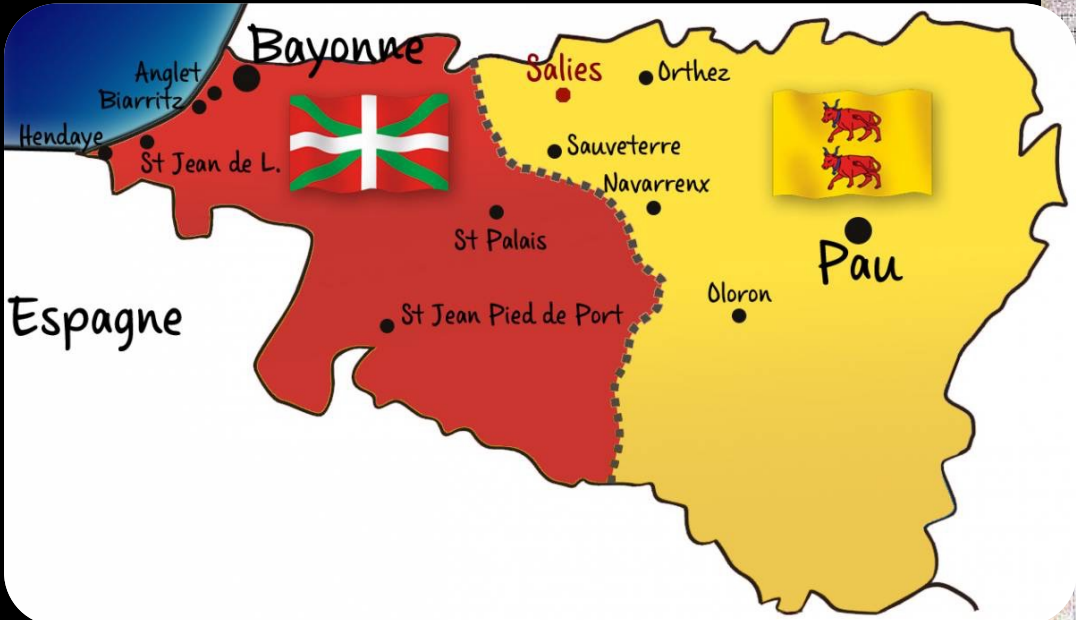 Bayonne
Anglet
Biarritz
Hendaye
St Jean de L.
Salies
Orthez
Sauveterre
Navarrenx
St Palais
Pau
Oloron
St Jean Pied de Port
Espagne